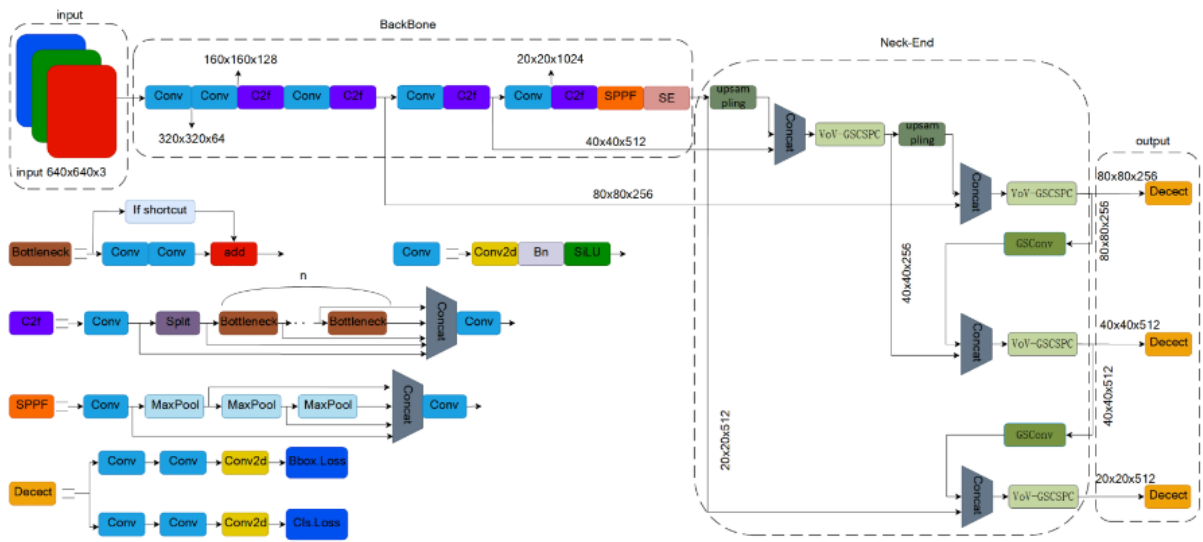 input
BackBone
Neck-End
160x160x128
20x20x1024
Conv Conv C2f Conv C2f Conv C2f Conv C2f SPPF SE
upsam
pling
320x320x64
40x40x512
Concat
VoV-GSCSPC
upsam
pling
output
input 640x640x3
80x80x256
Concat
VoV-GSCSPC
80x80x256
Decect
If shortcut
Bottleneck
Conv Conv add
Conv
Conv2d Bn SiLU
GSConv
80x80x256
40x40x256
n
C2f
Conv Split Bottleneck · · · Bottleneck Concat Conv
Concat
VoV-GSCSPC
40x40x512
Decect
SPPF
Conv MaxPool MaxPool MaxPool Concat Conv
40x40x512
20x20x512
GSConv
Decect
Conv Conv Conv2d Bbox.Loss
Conv Conv Conv2d Cls.Loss
Concat
VoV-GSCSPC
20x20x512
Decect